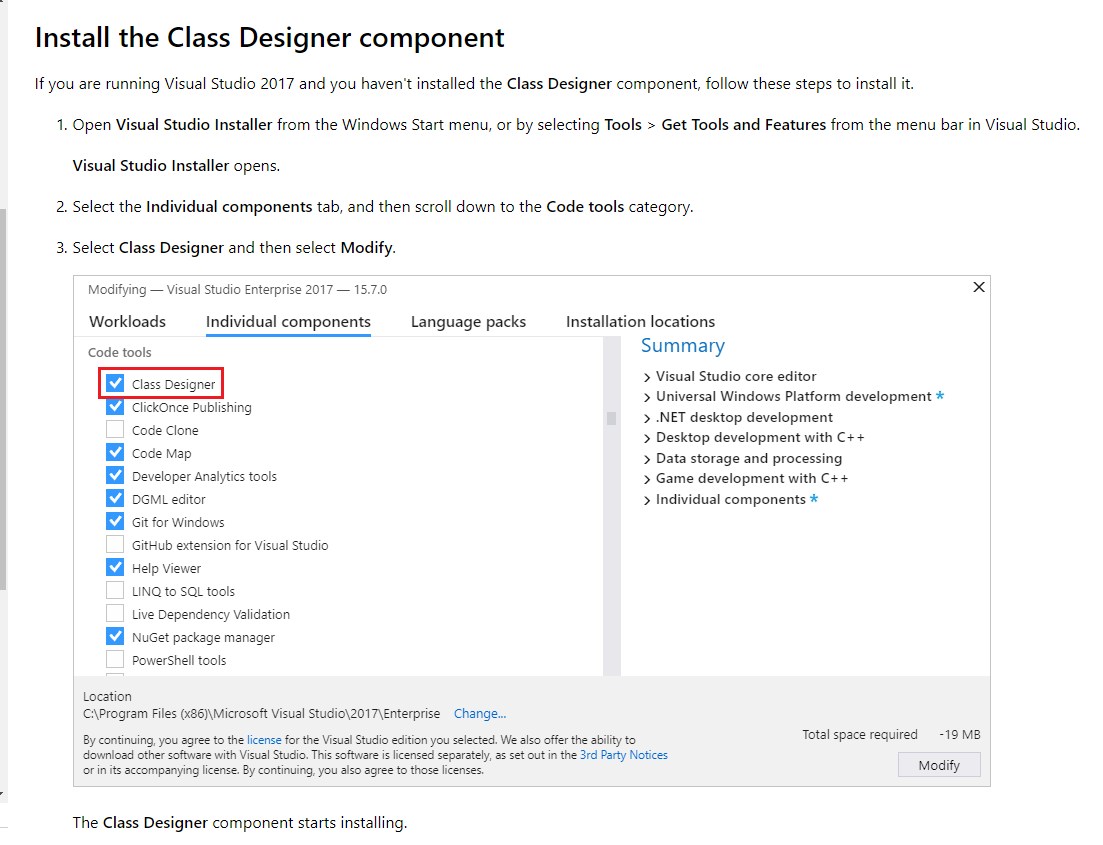 Install the Class Designer component
If you are running Visual Studio 2017 and you haven't installed the Class Designer component, follow these steps to install it.
1. Open Visual Studio Installer from the Windows Start menu, or by selecting Tools > Get Tools and Features from the menu bar in Visual Studio.
Visual Studio Installer opens.
2. Select the Individual components tab, and then scroll down to the Code tools category.
3. Select Class Designer and then select Modify.
Modifying — Visual Studio Enterprise 2017 — 15.7.0
Workloads Individual components Language packs Installation locations
Code tools
Class Designer
ClickOnce Publishing
Code Clone
Code Map
Developer Analytics tools
DGML editor
Git for Windows
GitHub extension for Visual Studio
Help Viewer
LINQ to SQL tools
Live Dependency Validation
NuGet package manager
PowerShell tools
Summary
> Visual Studio core editor
> Universal Windows Platform development *
> .NET desktop development
> Desktop development with C++
> Data storage and processing
> Game development with C++
> Individual components *
Location
C:\Program Files (x86)\Microsoft Visual Studio\2017\Enterprise Change...
By continuing, you agree to the license for the Visual Studio edition you selected. We also offer the ability to
download other software with Visual Studio. This software is licensed separately, as set out in the 3rd Party Notices
or in its accompanying license. By continuing, you also agree to those licenses.
Total space required -19 MB
Modify
The Class Designer component starts installing.